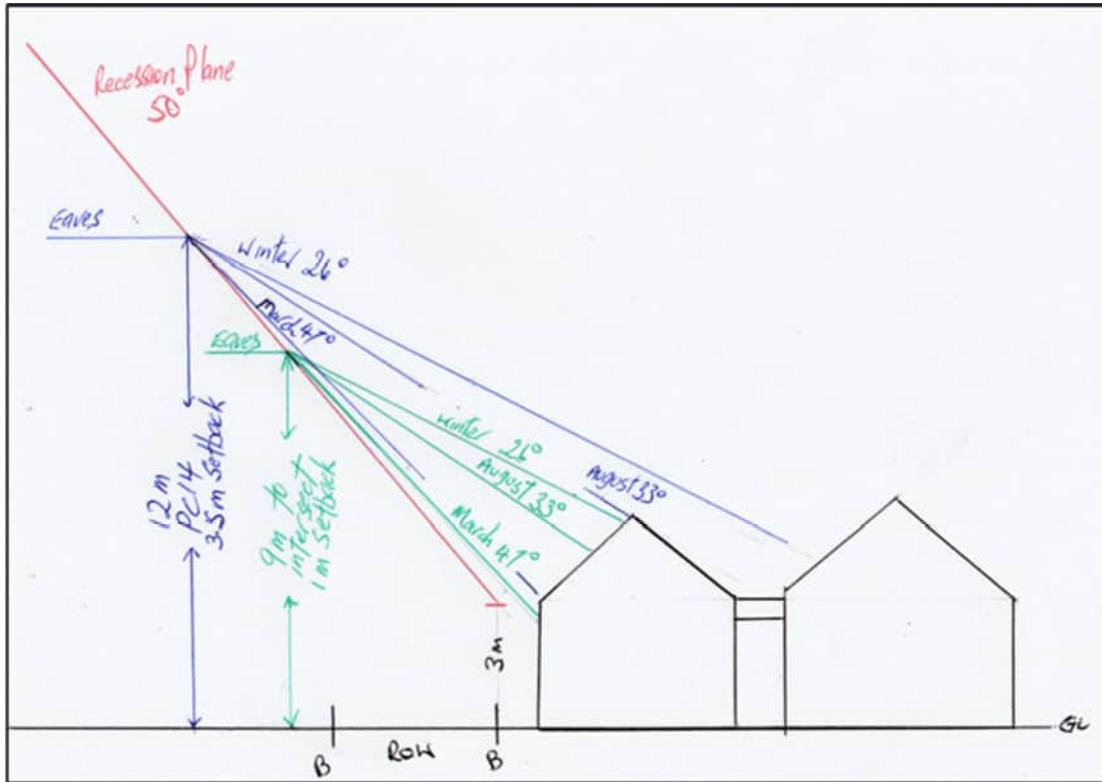 Recession Plane
50°
Eaves
Winter 26°
March 47°
Eaves
Winter 26°
August 33°
August 33°
March 47°
12m
PC14
3.5m setback
9m to
intersect
1m setback
3m
GL
B
ROW
B